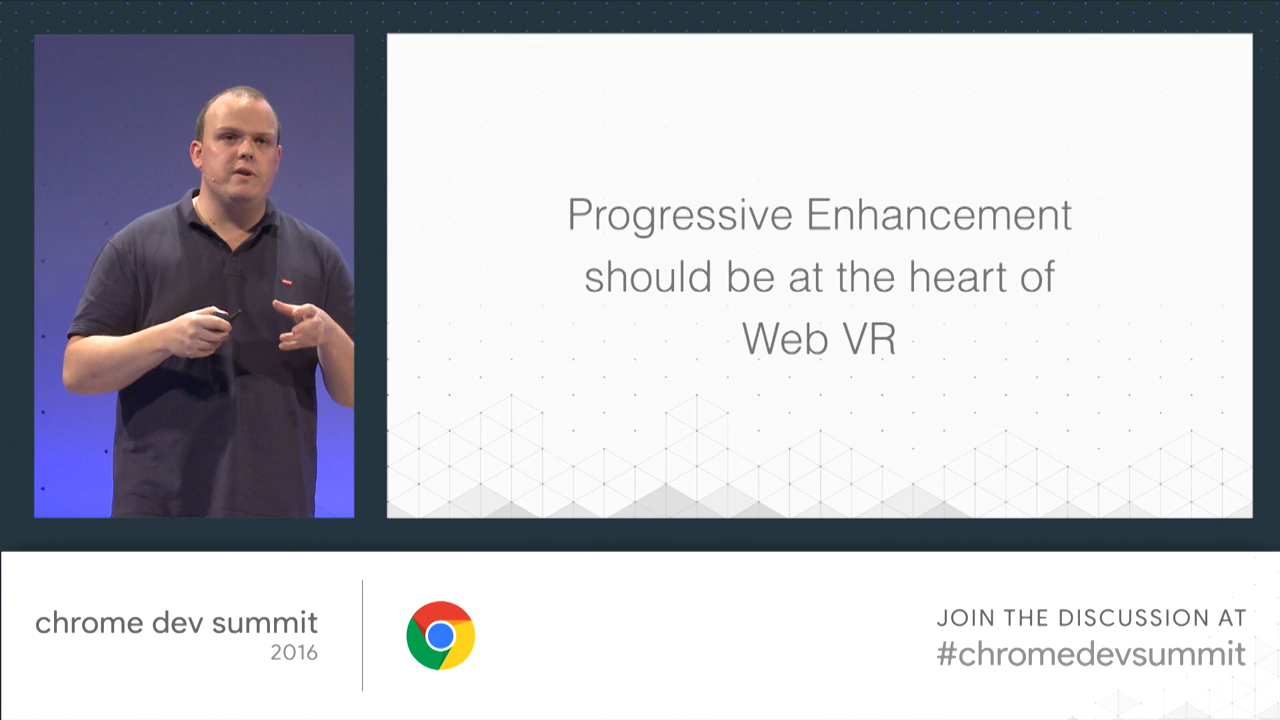 Progressive Enhancement
should be at the heart of
Web VR
chrome dev summit
2016
JOIN THE DISCUSSION AT
#chromedevsummit